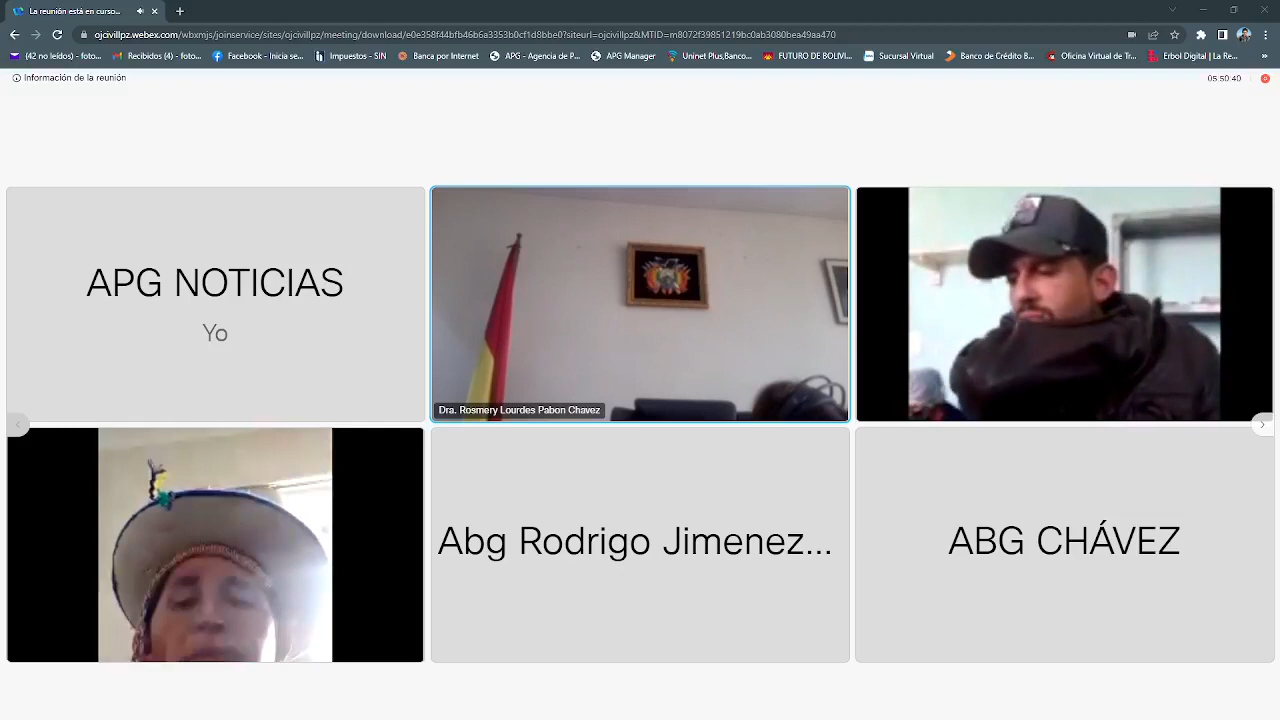 La reunión está en curso...
ojcivillpz.webex.com/wbxmjs/joinservice/sites/ojcivillpz/meeting/download/e0e358f44b1b45b6a3353b0cf1d8bbe0?siteurl=ojcivillpz&MTID=m8072f39851219bc0ab3080bea49aa470
(42 no leídos) - foto... Recibidos (4) - foto... Facebook - Inicia se... Impuestos - SIN Banca por Internet APG - Agencia de P... APG Manager Uninet Plus,Banco... FUTURO DE BOLIVI... Sucursal Virtual Banco de Crédito B... Oficina Virtual de Tr... Erbol Digital | La Re...
Información de la reunión 05:50:40
APG NOTICIAS
Yo
Dra. Rosmery Lourdes Pabon Chavez
Abg Rodrigo Jimenez...
ABG CHÁVEZ